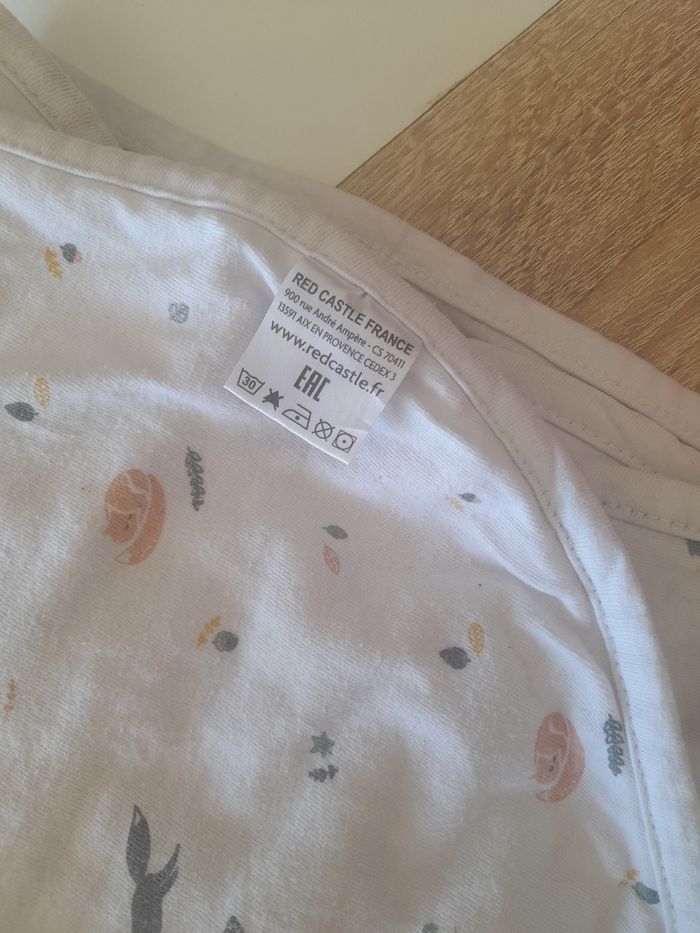 RED CASTLE FRANCE
900 rue André Ampère - CS 70471
13591 AIX EN PROVENCE CEDEX 3
www.redcastle.fr
EAC
30